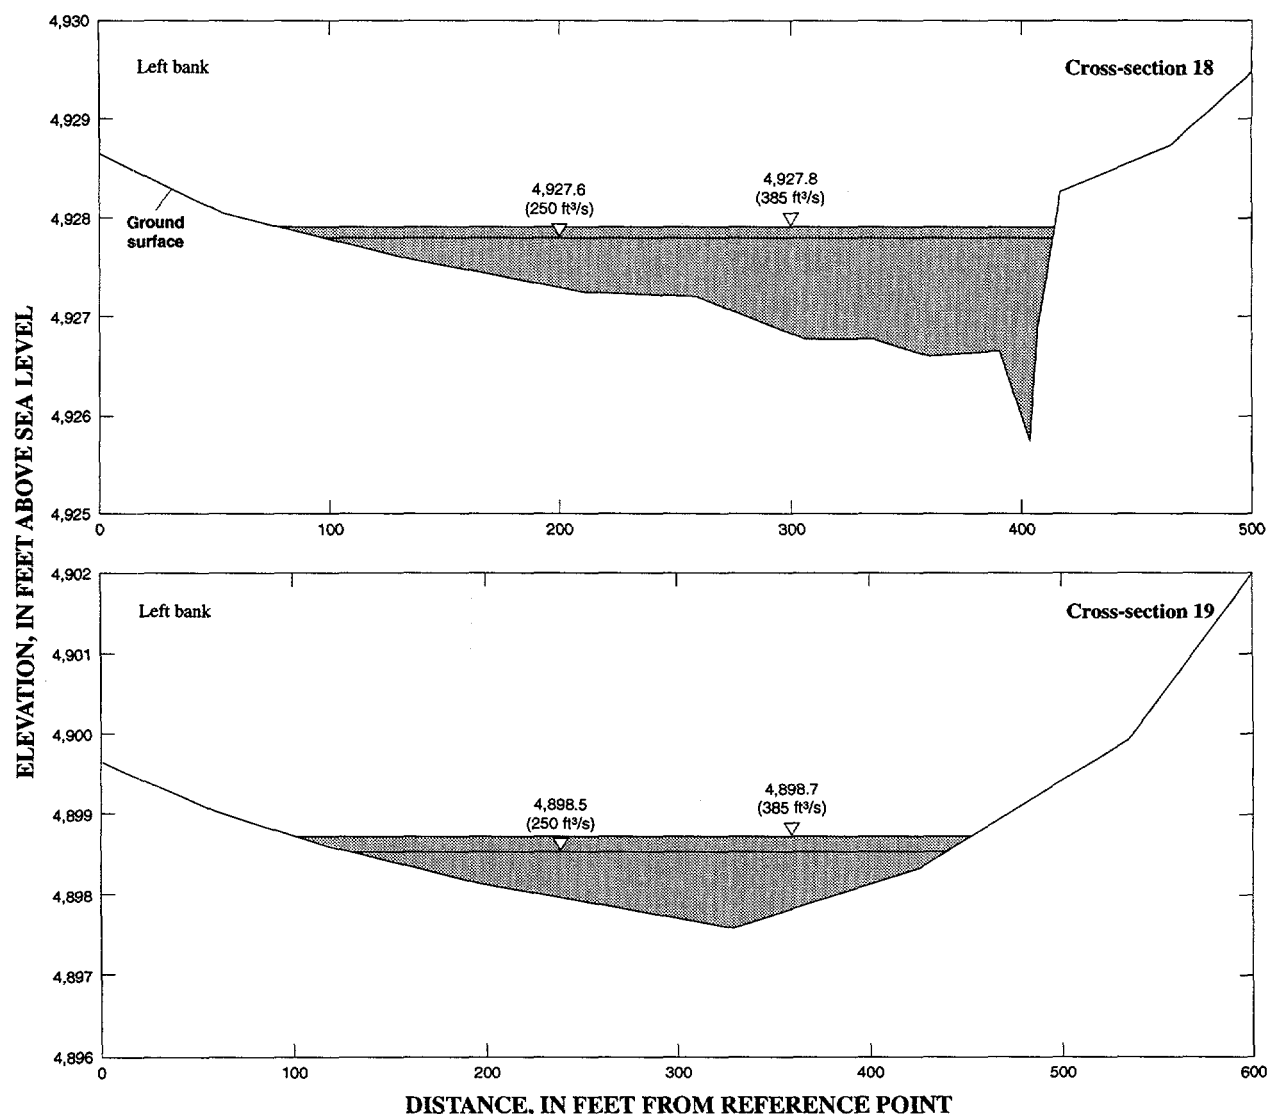 4,930
Left bank
Cross-section 18
4,929
4,927.6
(250 ft³/s)
4,927.8
(385 ft³/s)
4,928
Ground
surface
4,927
4,926
4,925
0 100 200 300 400 500
4,902
Left bank
Cross-section 19
4,901
4,900
4,898.5
(250 ft³/s)
4,898.7
(385 ft³/s)
4,899
4,898
4,897
4,896
0 100 200 300 400 500 600
ELEVATION, IN FEET ABOVE SEA LEVEL
DISTANCE, IN FEET FROM REFERENCE POINT